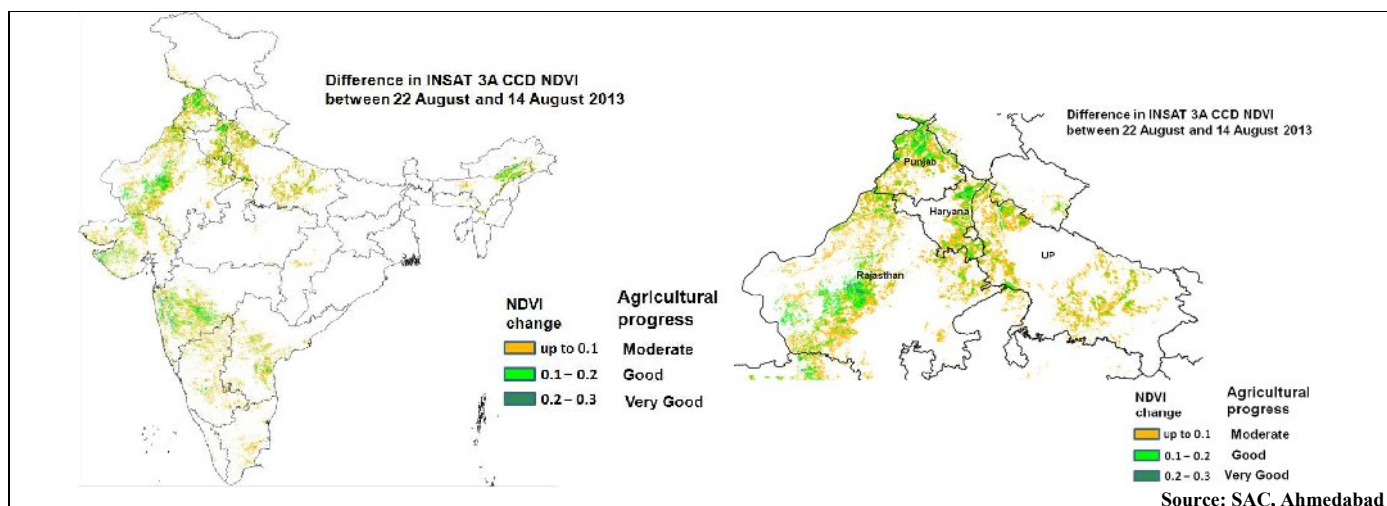 Difference in INSAT 3A CCD NDVI
between 22 August and 14 August 2013
NDVI
change
Agricultural
progress
up to 0.1 Moderate
0.1 – 0.2 Good
0.2 – 0.3 Very Good
Difference in INSAT 3A CCD NDVI
between 22 August and 14 August 2013
Punjab
Haryana
UP
Rajasthan
NDVI
change
Agricultural
progress
up to 0.1 Moderate
0.1 – 0.2 Good
0.2 – 0.3 Very Good
Source: SAC, Ahmedabad